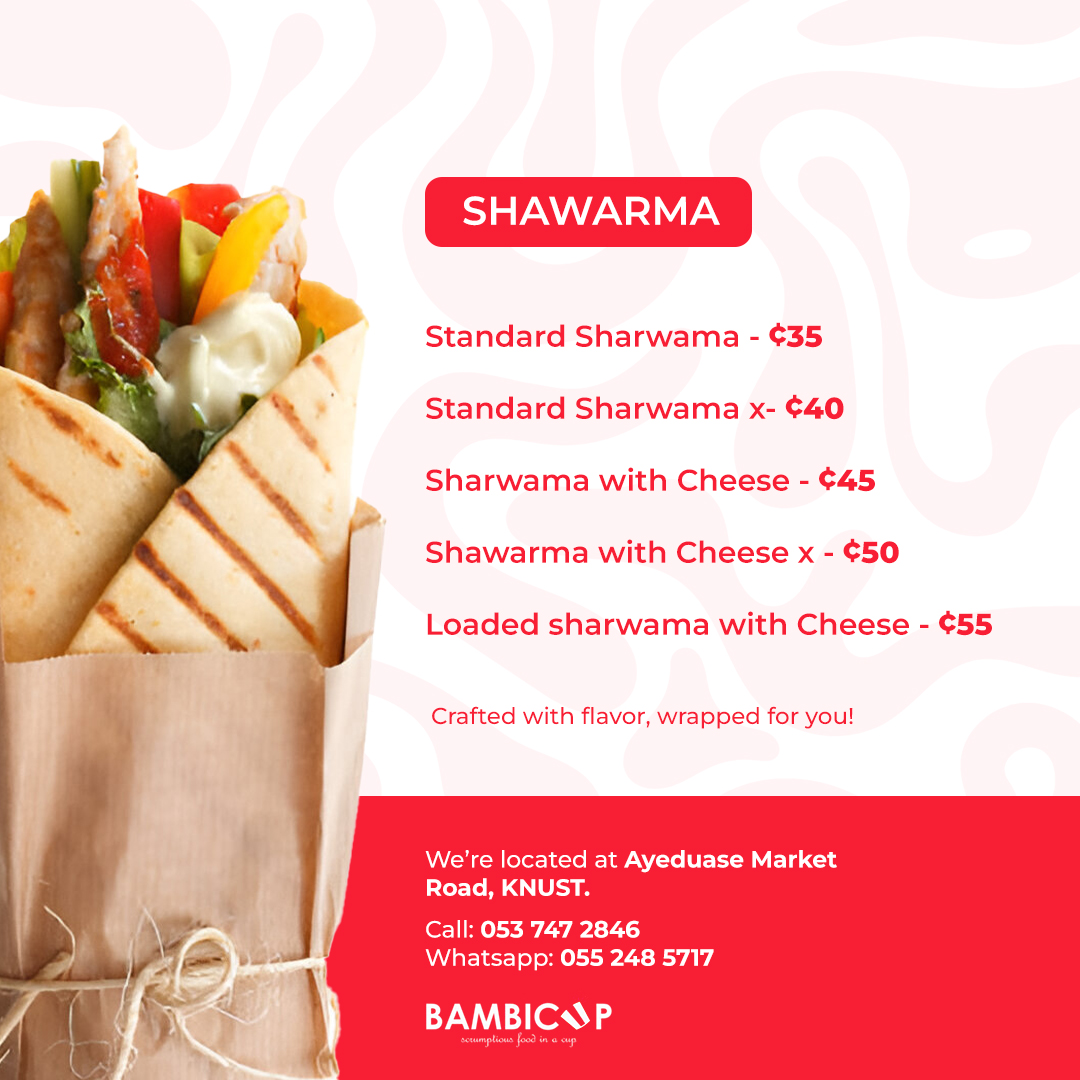 SHAWARMA
Standard Sharwama - ¢35
Standard Sharwama x- ¢40
Sharwama with Cheese - ¢45
Shawarma with Cheese x - ¢50
Loaded sharwama with Cheese - ¢55
Crafted with flavor, wrapped for you!
We’re located at Ayeduase Market
Road, KNUST.
Call: 053 747 2846
Whatsapp: 055 248 5717
BAMBICUP
scrumptious food in a cup